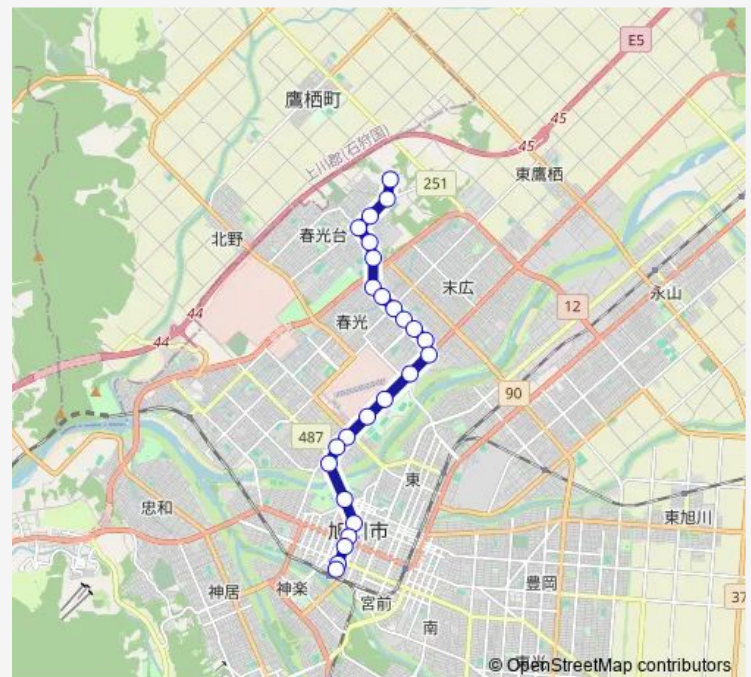 E5
鷹栖町
45
45
上川郡(石狩国)
東鷹栖
251
北野
春光台
末広
永山
12
44
44
春光
90
487
東
忠和
旭川市
東旭川
神居
神楽
豊岡
宮前
37
南
© OpenStreetMap contributors